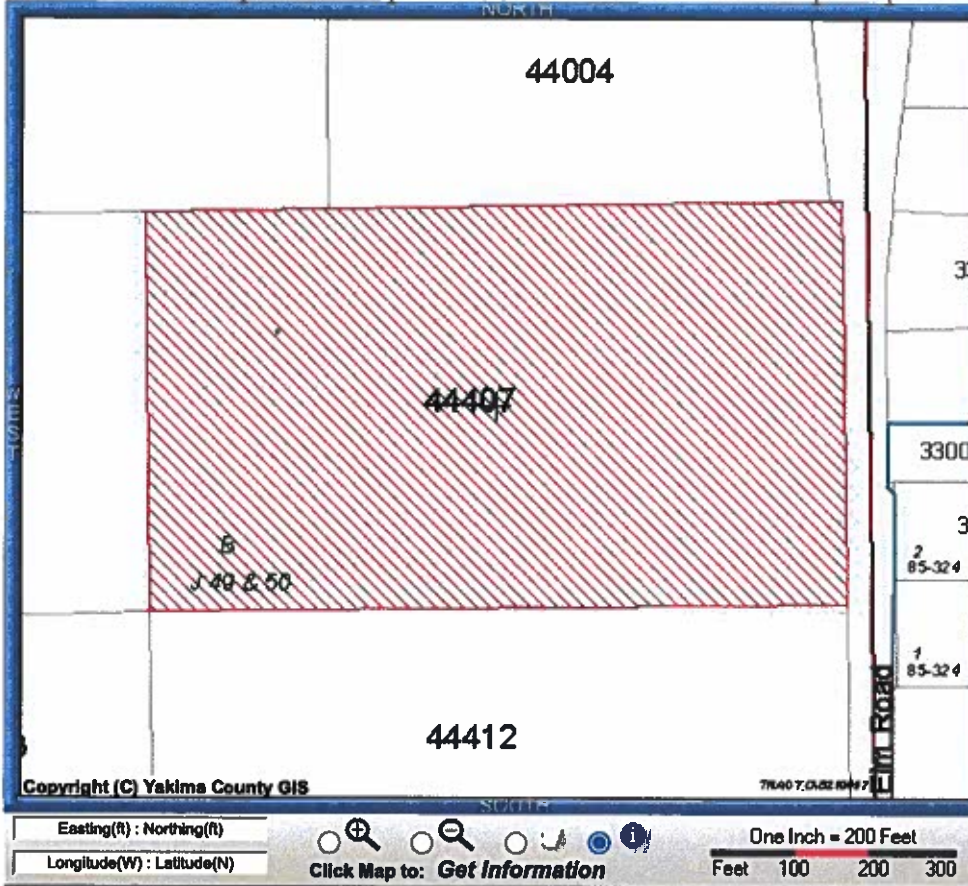 NORTH
44004
WEST
44407
3300
B
J 49 & 50
2
85-324
1
85-324
Elm Road
44412
Copyright (C) Yakima County GIS
SOUTH
Easting(ft) : Northing(ft)
Longitude(W) : Latitude(N)
Click Map to: Get Information
One Inch = 200 Feet
Feet 100 200 300